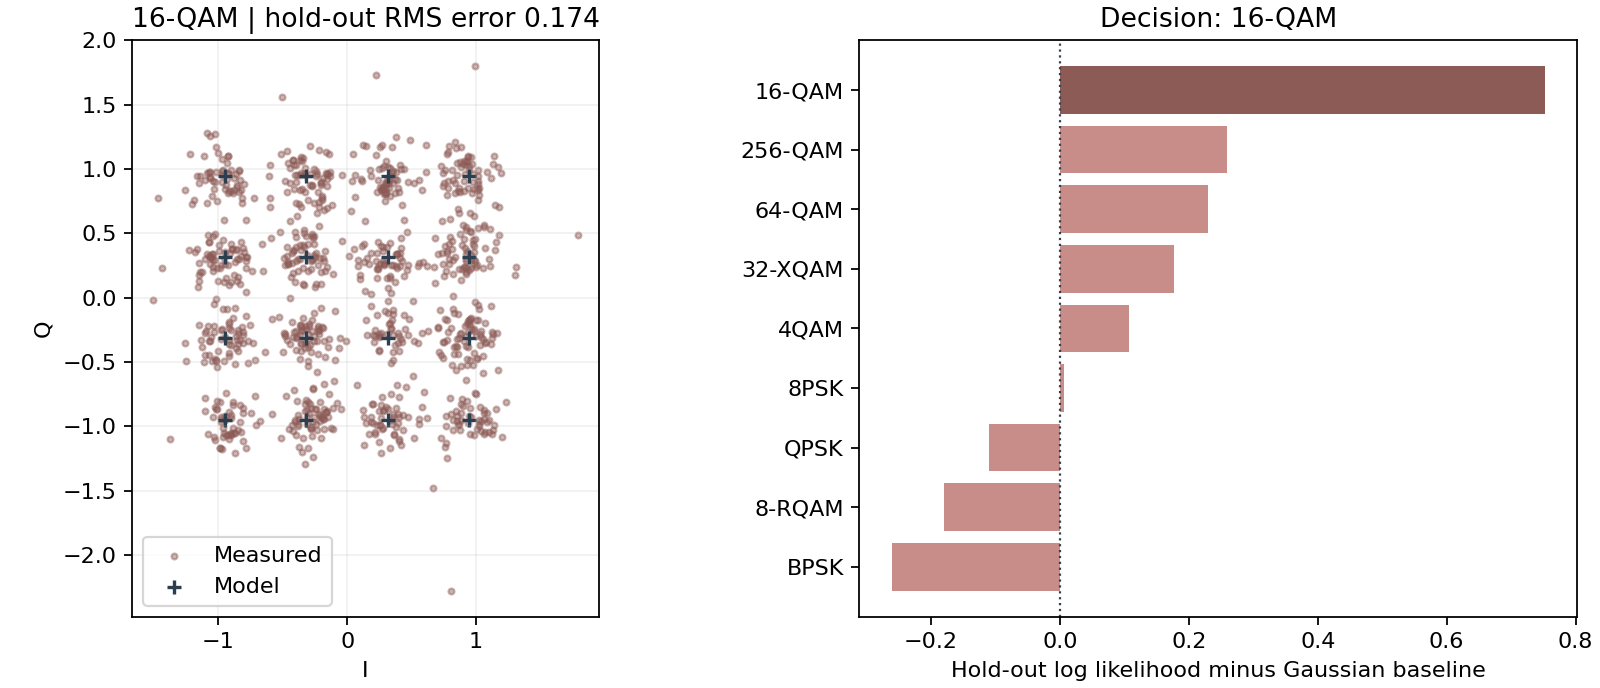 16-QAM | hold-out RMS error 0.174
2.0
1.5
1.0
0.5
0.0
−0.5
−1.0
−1.5
−2.0
Q
Measured
Model
−1
0
1
I
Decision: 16-QAM
16-QAM
256-QAM
64-QAM
32-XQAM
4QAM
8PSK
QPSK
8-RQAM
BPSK
−0.2
0.0
0.2
0.4
0.6
0.8
Hold-out log likelihood minus Gaussian baseline